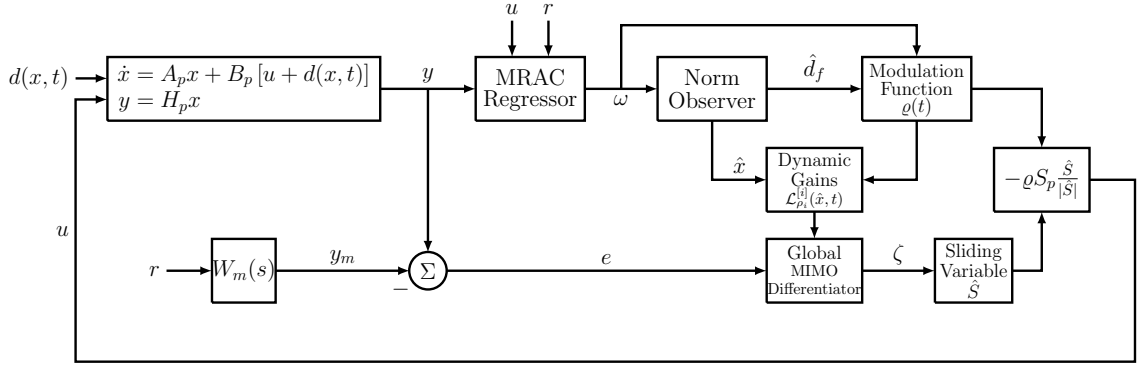 u
r
d(x, t)
ẋ = A_p x + B_p [u + d(x, t)]
y = H_p x
y
MRAC
Regressor
ω
Norm
Observer
d̂_f
Modulation
Function
ϱ(t)
x̂
Dynamic
Gains
ℒ_{ρ_i}^{[i]}(x̂, t)
−ϱS_p Ŝ/|Ŝ|
u
r
W_m(s)
y_m
−
Σ
e
Global
MIMO
Differentiator
ζ
Sliding
Variable
Ŝ